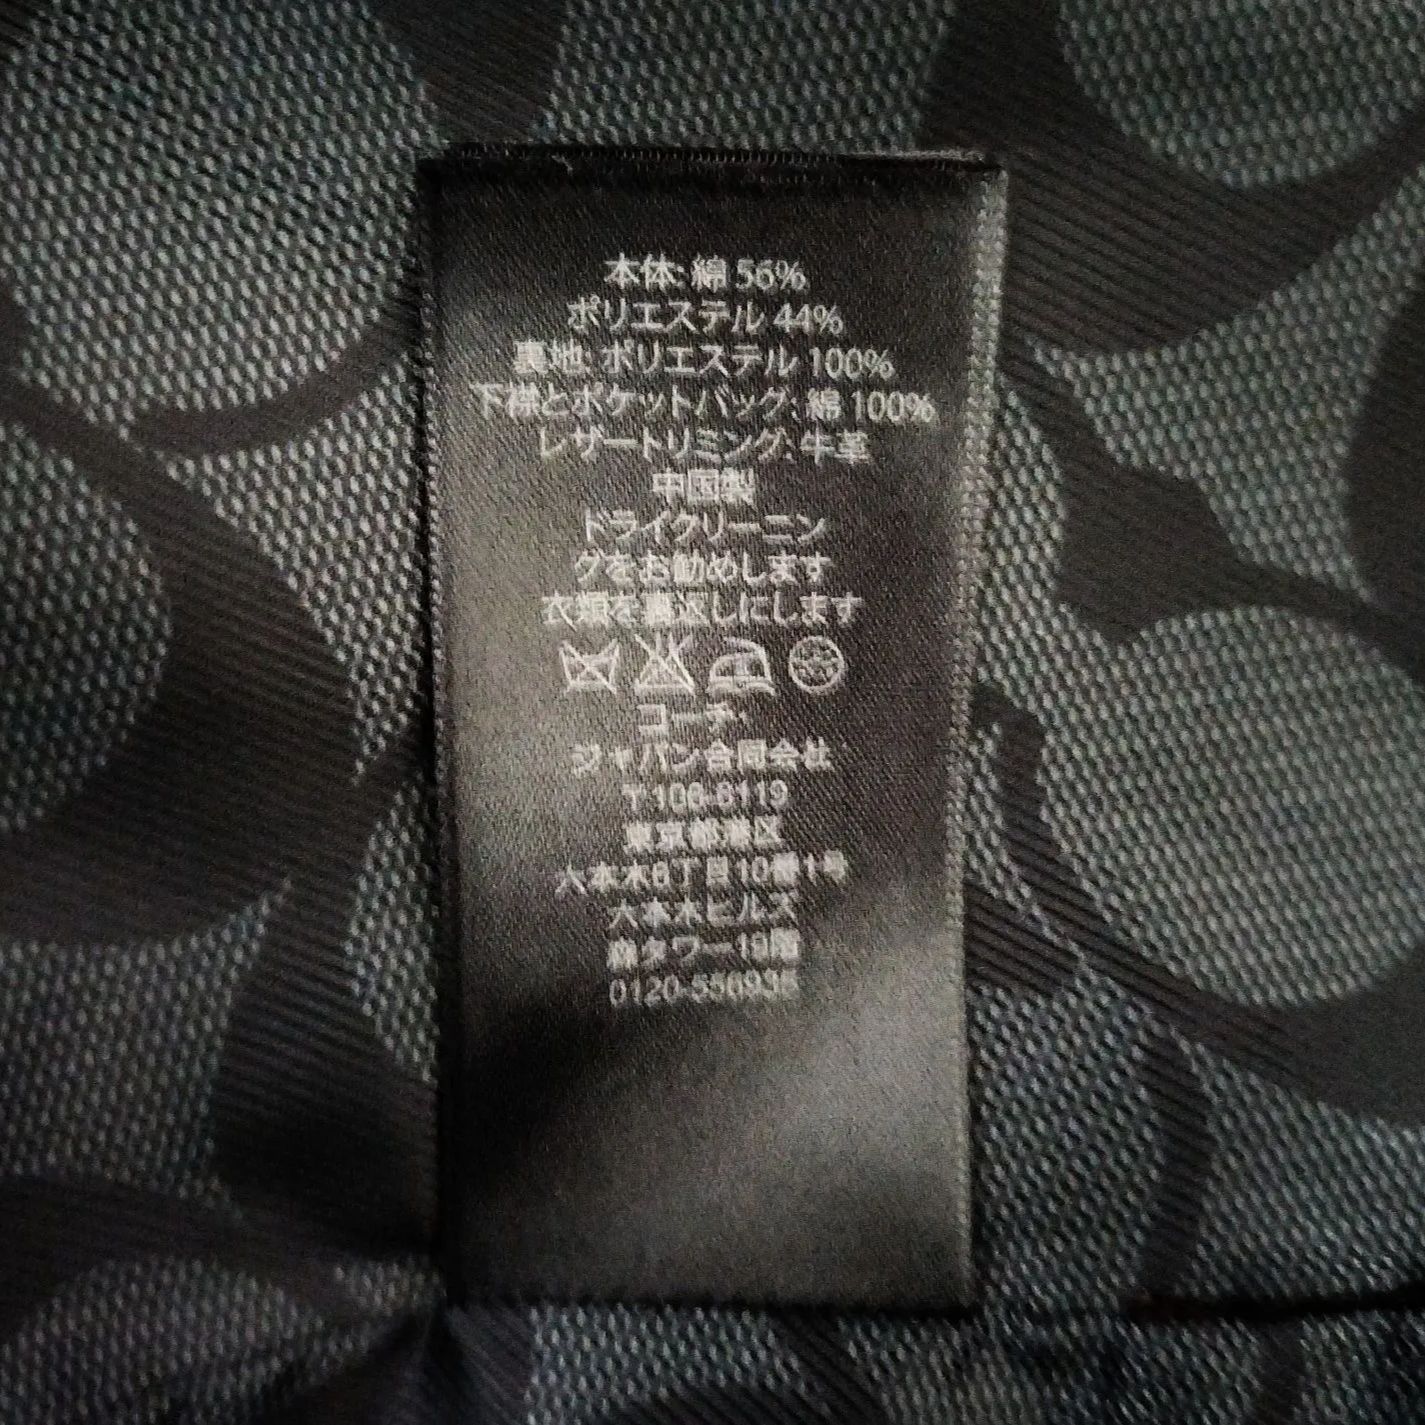 本体: 綿 56%
ポリエステル 44%
裏地: ポリエステル 100%
下襟とポケットバッグ: 綿 100%
レザートリミング: 牛革
中国製
ドライクリーニン
グをお勧めします
衣類を裏返しにします
コーチ・
ジャパン合同会社
〒106-6119
東京都港区
六本木6丁目10番1号
六本木ヒルズ
森タワー19階
0120-556936